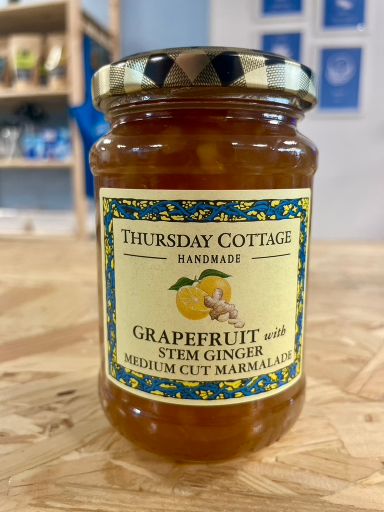 THURSDAY COTTAGE
HANDMADE
GRAPEFRUIT with
STEM GINGER
MEDIUM CUT MARMALADE